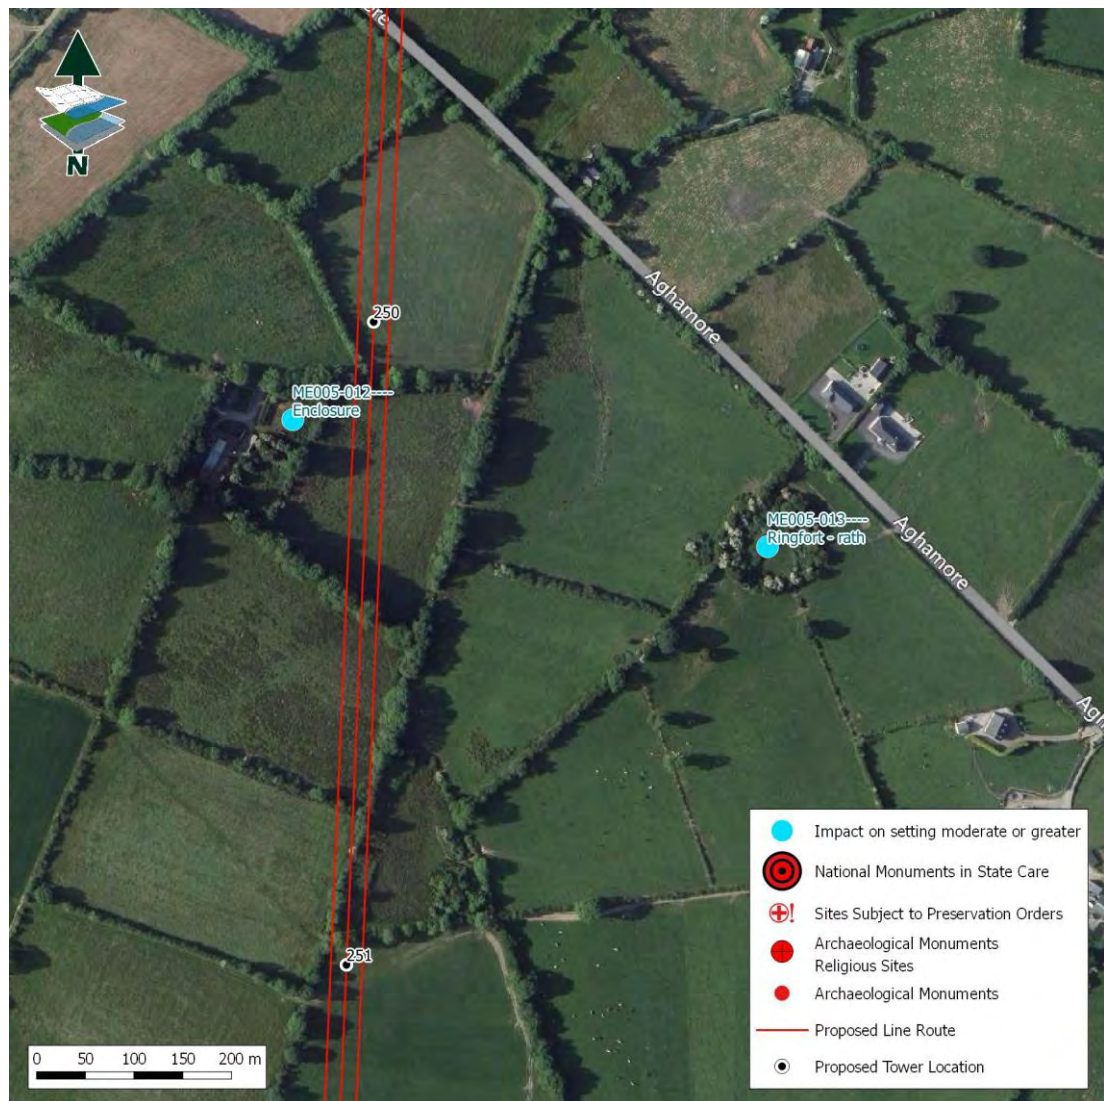 ore
N
250
Aghamore
ME005-012----
Enclosure
ME005-013----
Ringfort - rath
Aghamore
Agh
251
Impact on setting moderate or greater
National Monuments in State Care
Sites Subject to Preservation Orders
Archaeological Monuments
Religious Sites
Archaeological Monuments
Proposed Line Route
Proposed Tower Location
0 50 100 150 200 m